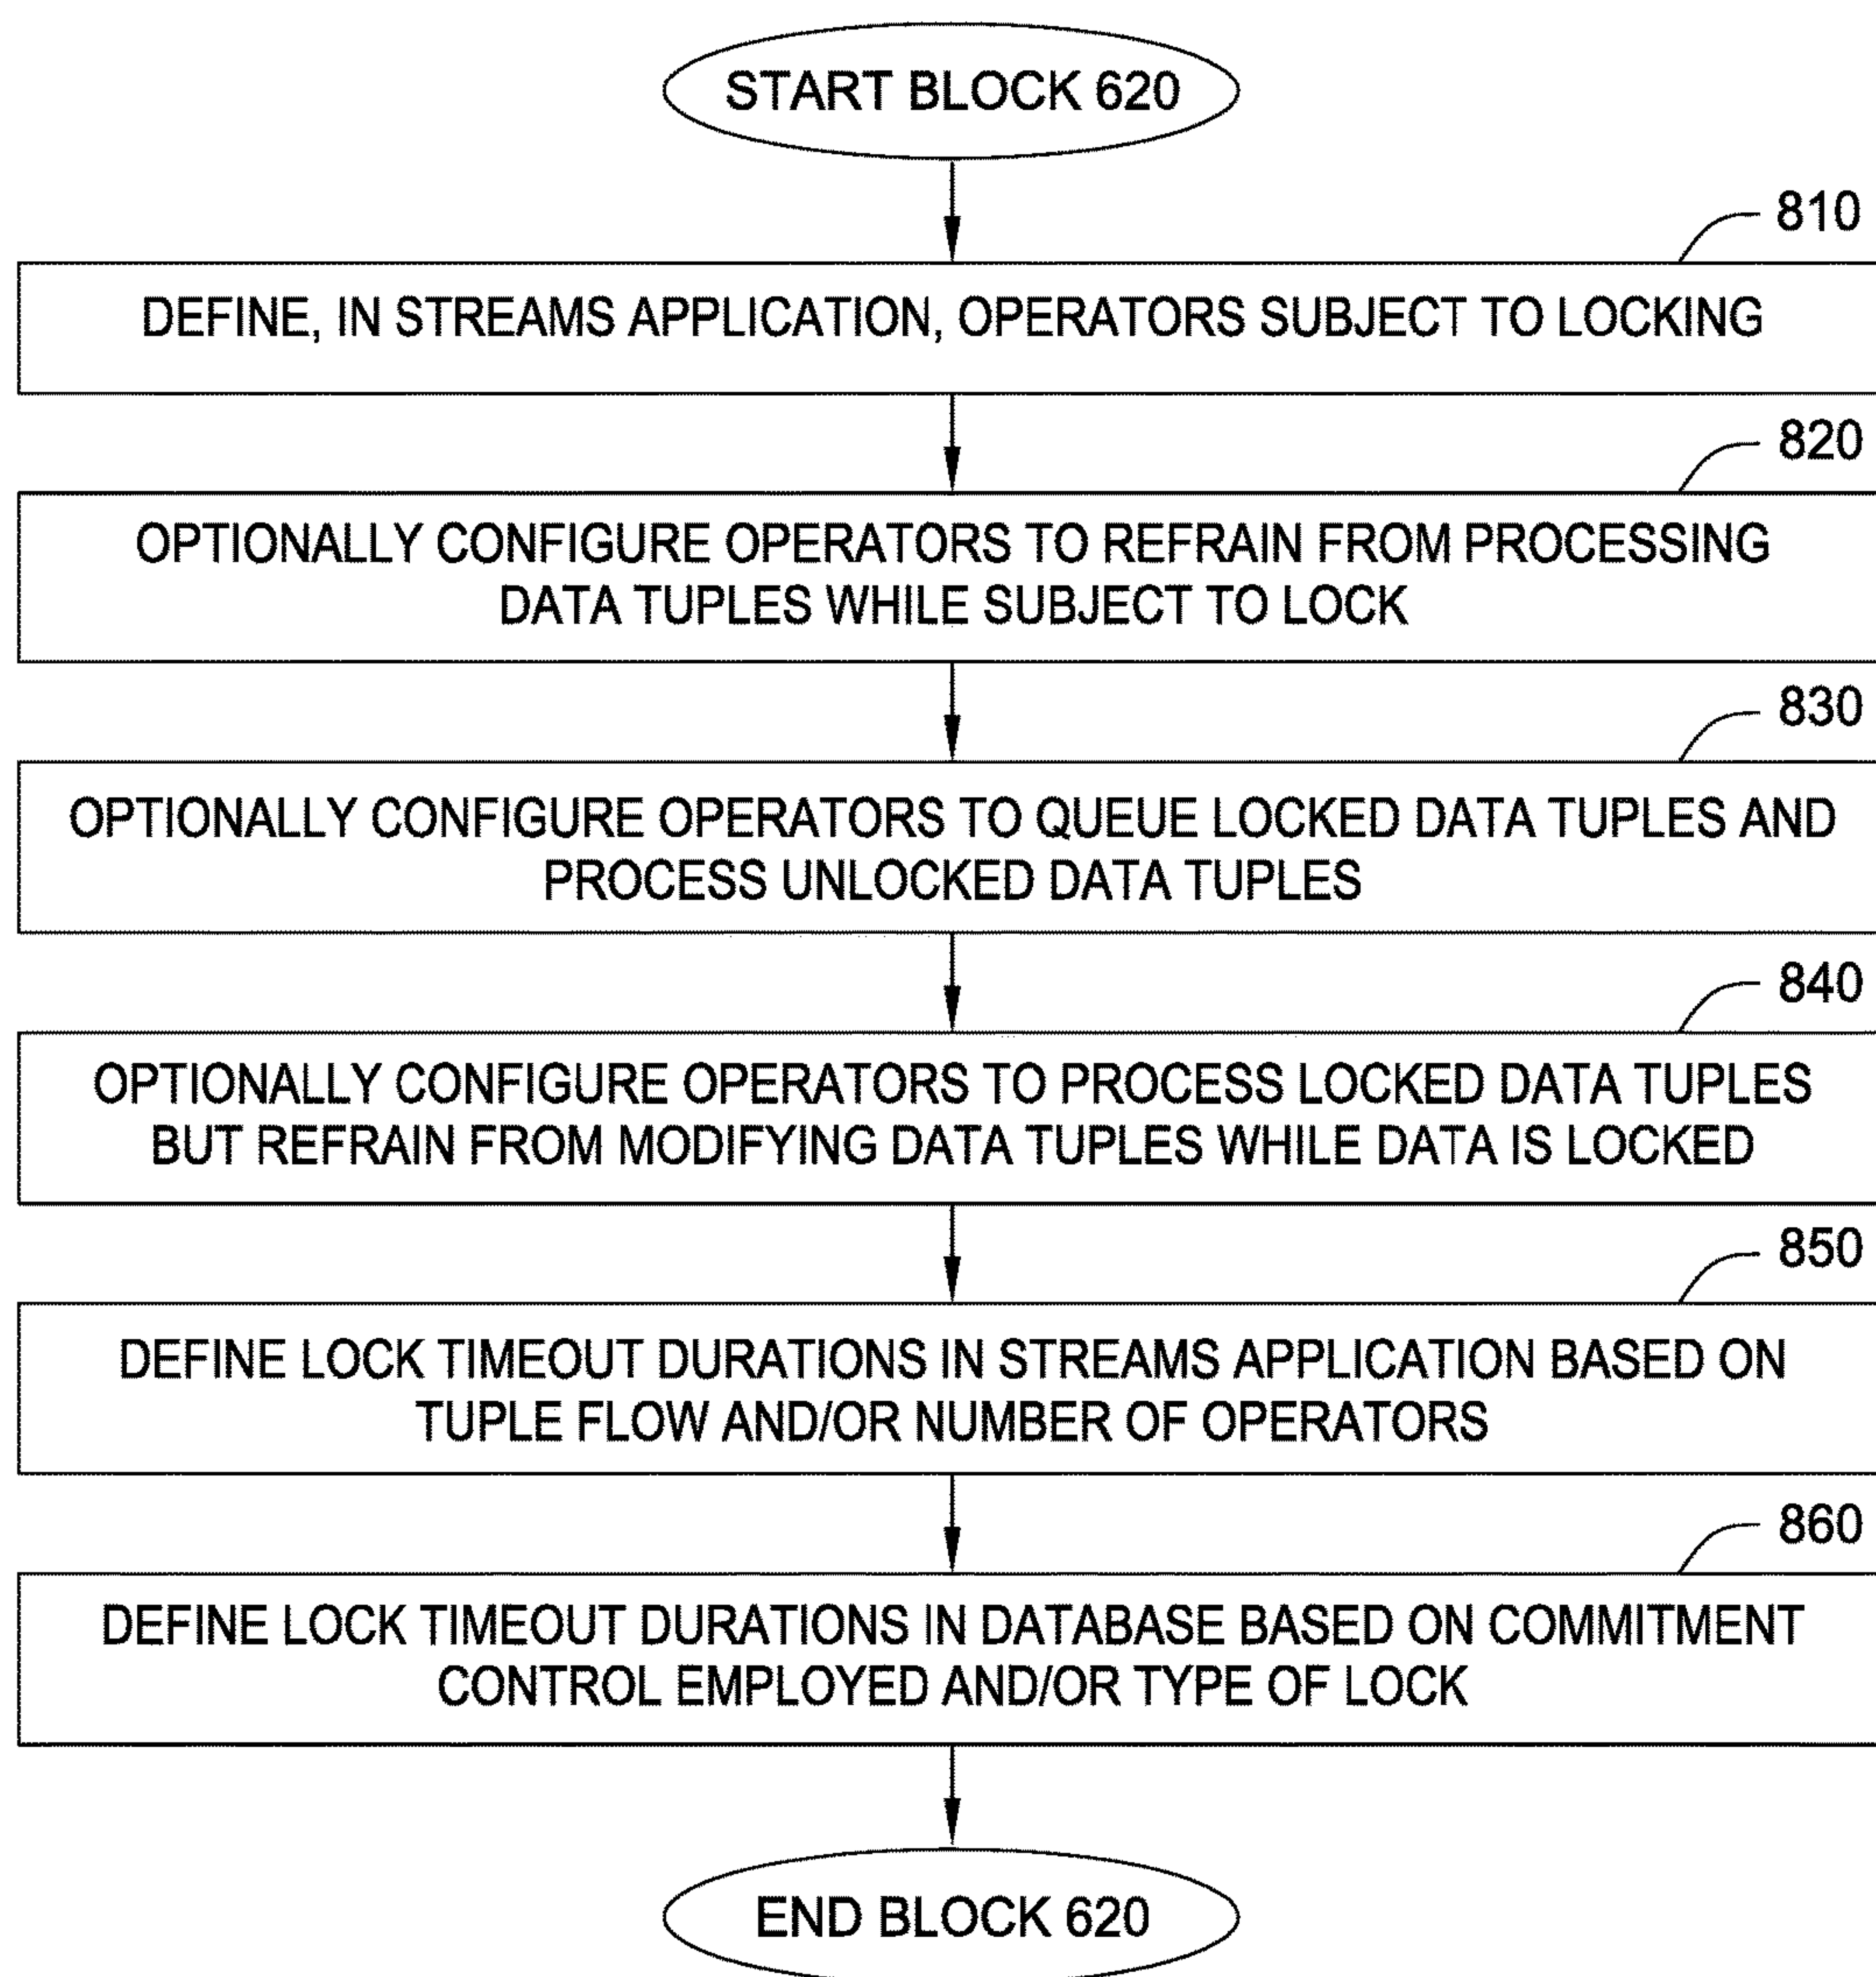 START BLOCK 620
810
DEFINE, IN STREAMS APPLICATION, OPERATORS SUBJECT TO LOCKING
820
OPTIONALLY CONFIGURE OPERATORS TO REFRAIN FROM PROCESSING
DATA TUPLES WHILE SUBJECT TO LOCK
830
OPTIONALLY CONFIGURE OPERATORS TO QUEUE LOCKED DATA TUPLES AND
PROCESS UNLOCKED DATA TUPLES
840
OPTIONALLY CONFIGURE OPERATORS TO PROCESS LOCKED DATA TUPLES
BUT REFRAIN FROM MODIFYING DATA TUPLES WHILE DATA IS LOCKED
850
DEFINE LOCK TIMEOUT DURATIONS IN STREAMS APPLICATION BASED ON
TUPLE FLOW AND/OR NUMBER OF OPERATORS
860
DEFINE LOCK TIMEOUT DURATIONS IN DATABASE BASED ON COMMITMENT
CONTROL EMPLOYED AND/OR TYPE OF LOCK
END BLOCK 620